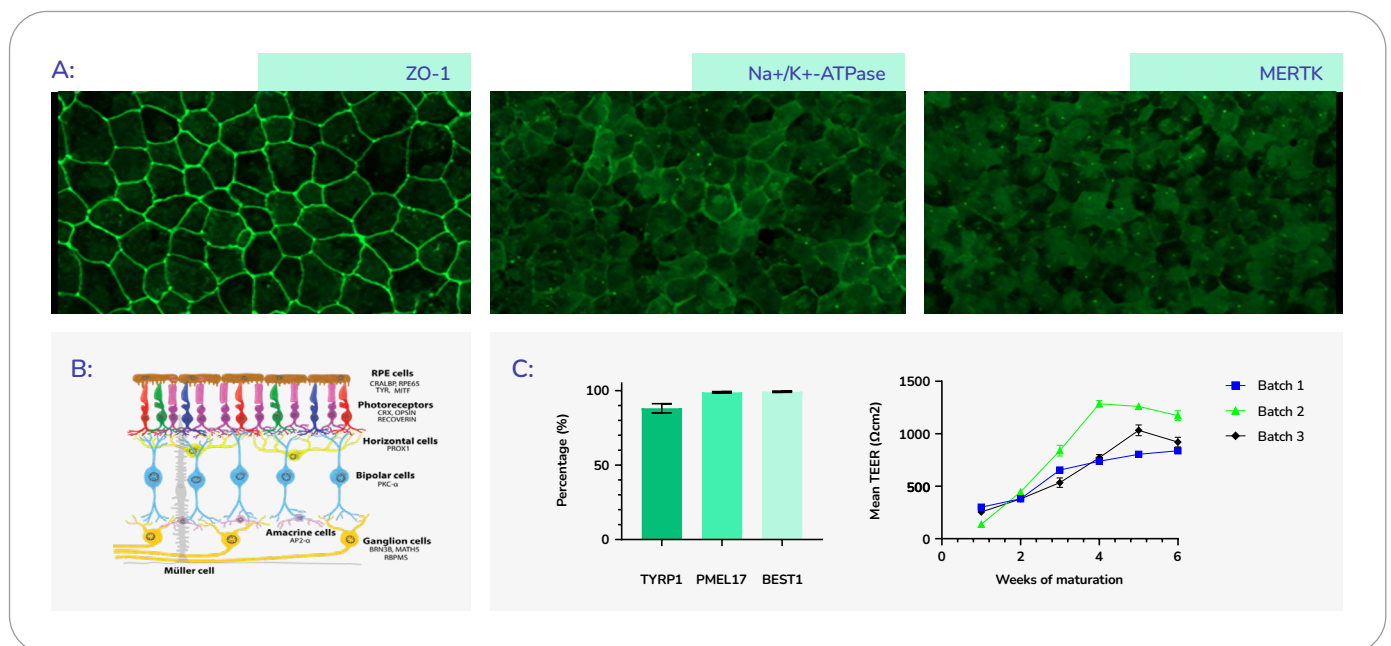 A:
ZO-1
Na+/K+-ATPase
MERTK
B:
RPE cells
CRALBP, RPE65
TYR, MITF
Photoreceptors
CRX, OPSIN
RECOVERIN
Horizontal cells
PROX1
Bipolar cells
PKC-α
Amacrine cells
AP2-α
Ganglion cells
BRN3B, MATH5
RBPMS
Müller cell
C:
Percentage (%)
100
50
0
TYRP1 PMEL17 BEST1
Mean TEER (Ωcm2)
1500
1000
500
0
0 2 4 6
Weeks of maturation
Batch 1
Batch 2
Batch 3